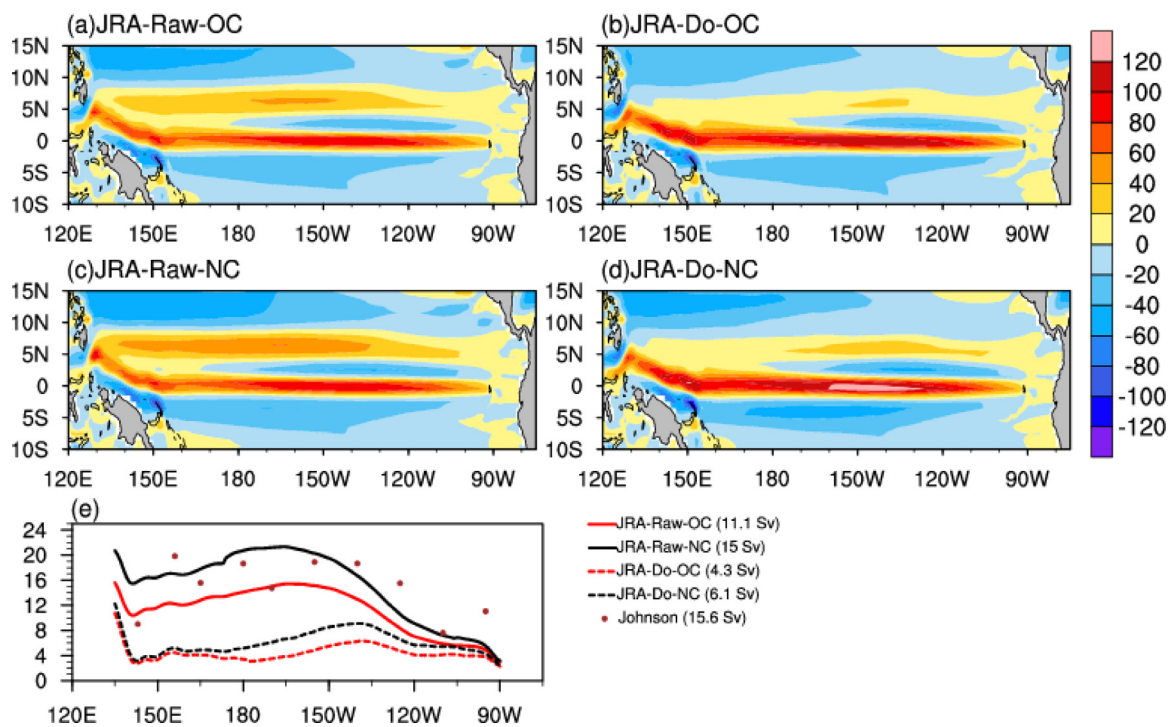 (a)JRA-Raw-OC
(b)JRA-Do-OC
15N
10N
5N
0
5S
10S
120E 150E 180 150W 120W 90W
15N
10N
5N
0
5S
10S
120E 150E 180 150W 120W 90W
(c)JRA-Raw-NC
(d)JRA-Do-NC
15N
10N
5N
0
5S
10S
120E 150E 180 150W 120W 90W
15N
10N
5N
0
5S
10S
120E 150E 180 150W 120W 90W
120
100
80
60
40
20
0
-20
-40
-60
-80
-100
-120
(e)
24
20
16
12
8
4
0
120E 150E 180 150W 120W 90W
JRA-Raw-OC (11.1 Sv)
JRA-Raw-NC (15 Sv)
JRA-Do-OC (4.3 Sv)
JRA-Do-NC (6.1 Sv)
Johnson (15.6 Sv)